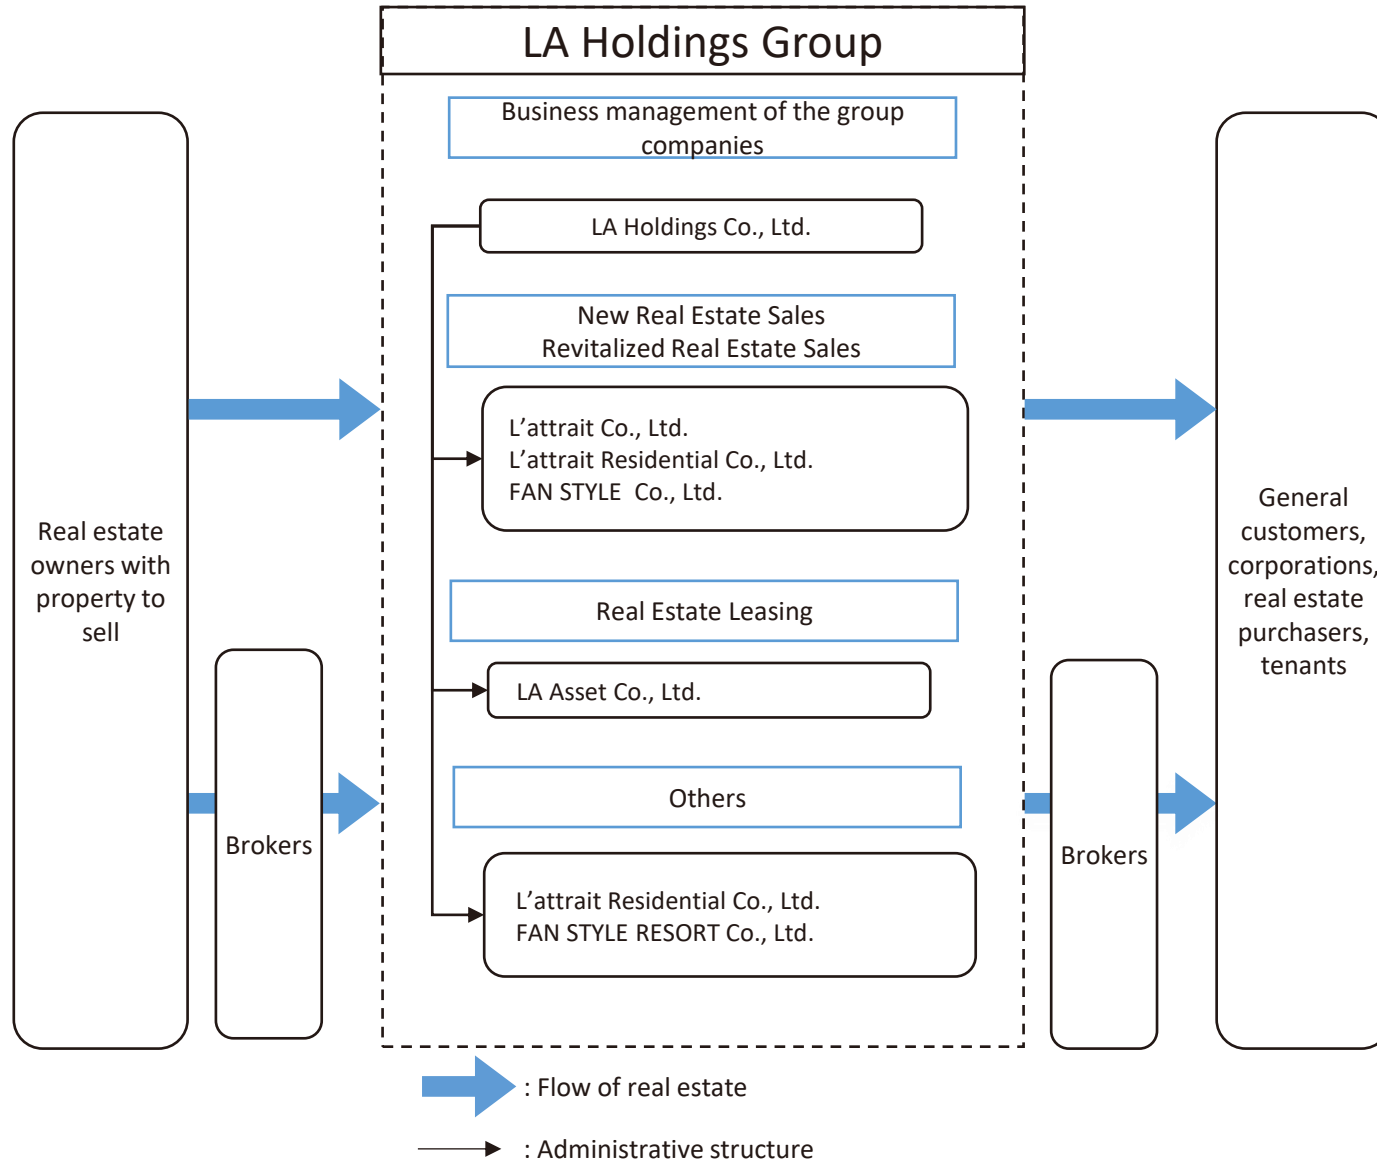 LA Holdings Group
Business management of the group
companies
LA Holdings Co., Ltd.
New Real Estate Sales
Revitalized Real Estate Sales
L’attrait Co., Ltd.
L’attrait Residential Co., Ltd.
FAN STYLE  Co., Ltd.
Real Estate Leasing
LA Asset Co., Ltd.
Others
L’attrait Residential Co., Ltd.
FAN STYLE RESORT Co., Ltd.
Real estate
owners with
property to
sell
Brokers
Brokers
General
customers,
corporations,
real estate
purchasers,
tenants
: Flow of real estate
: Administrative structure